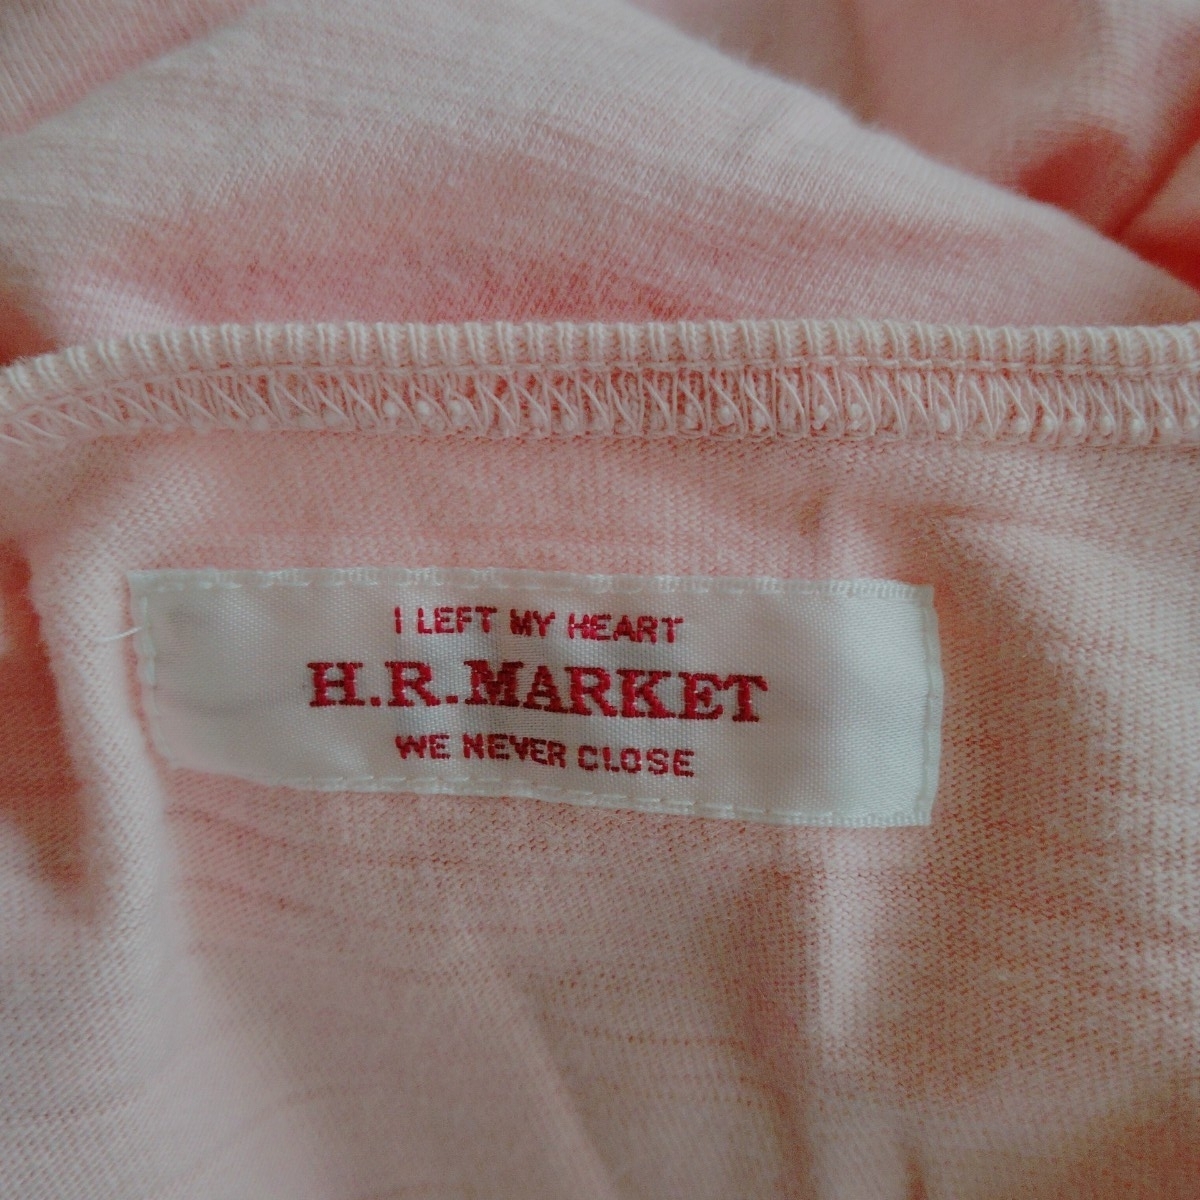 I LEFT MY HEART
H.R.MARKET
WE NEVER CLOSE